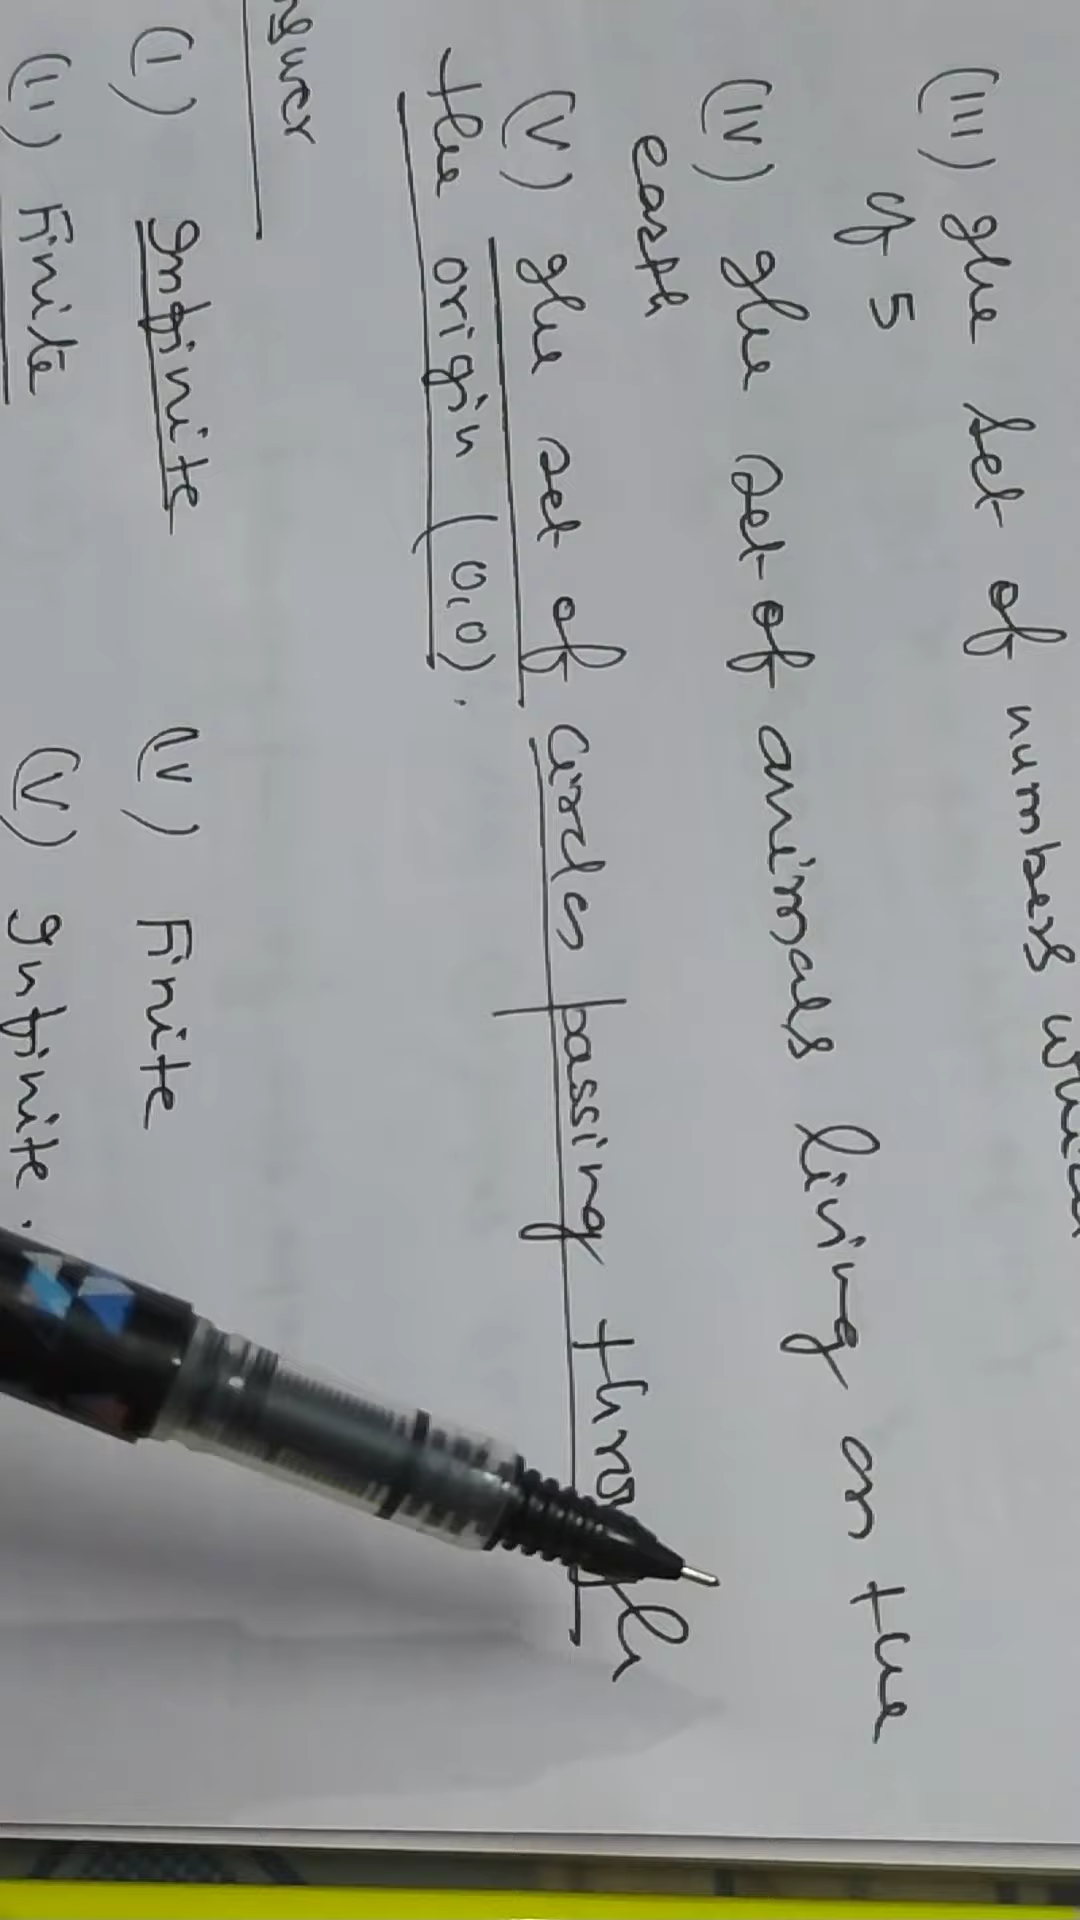 (III) The set of numbers which
of 5
(IV) The set of animals living on the
earth
(V) The set of circles passing through
the origin (0,0).
nswer
(I) Infinite (IV) Finite
(II) Finite (V) Infinite.